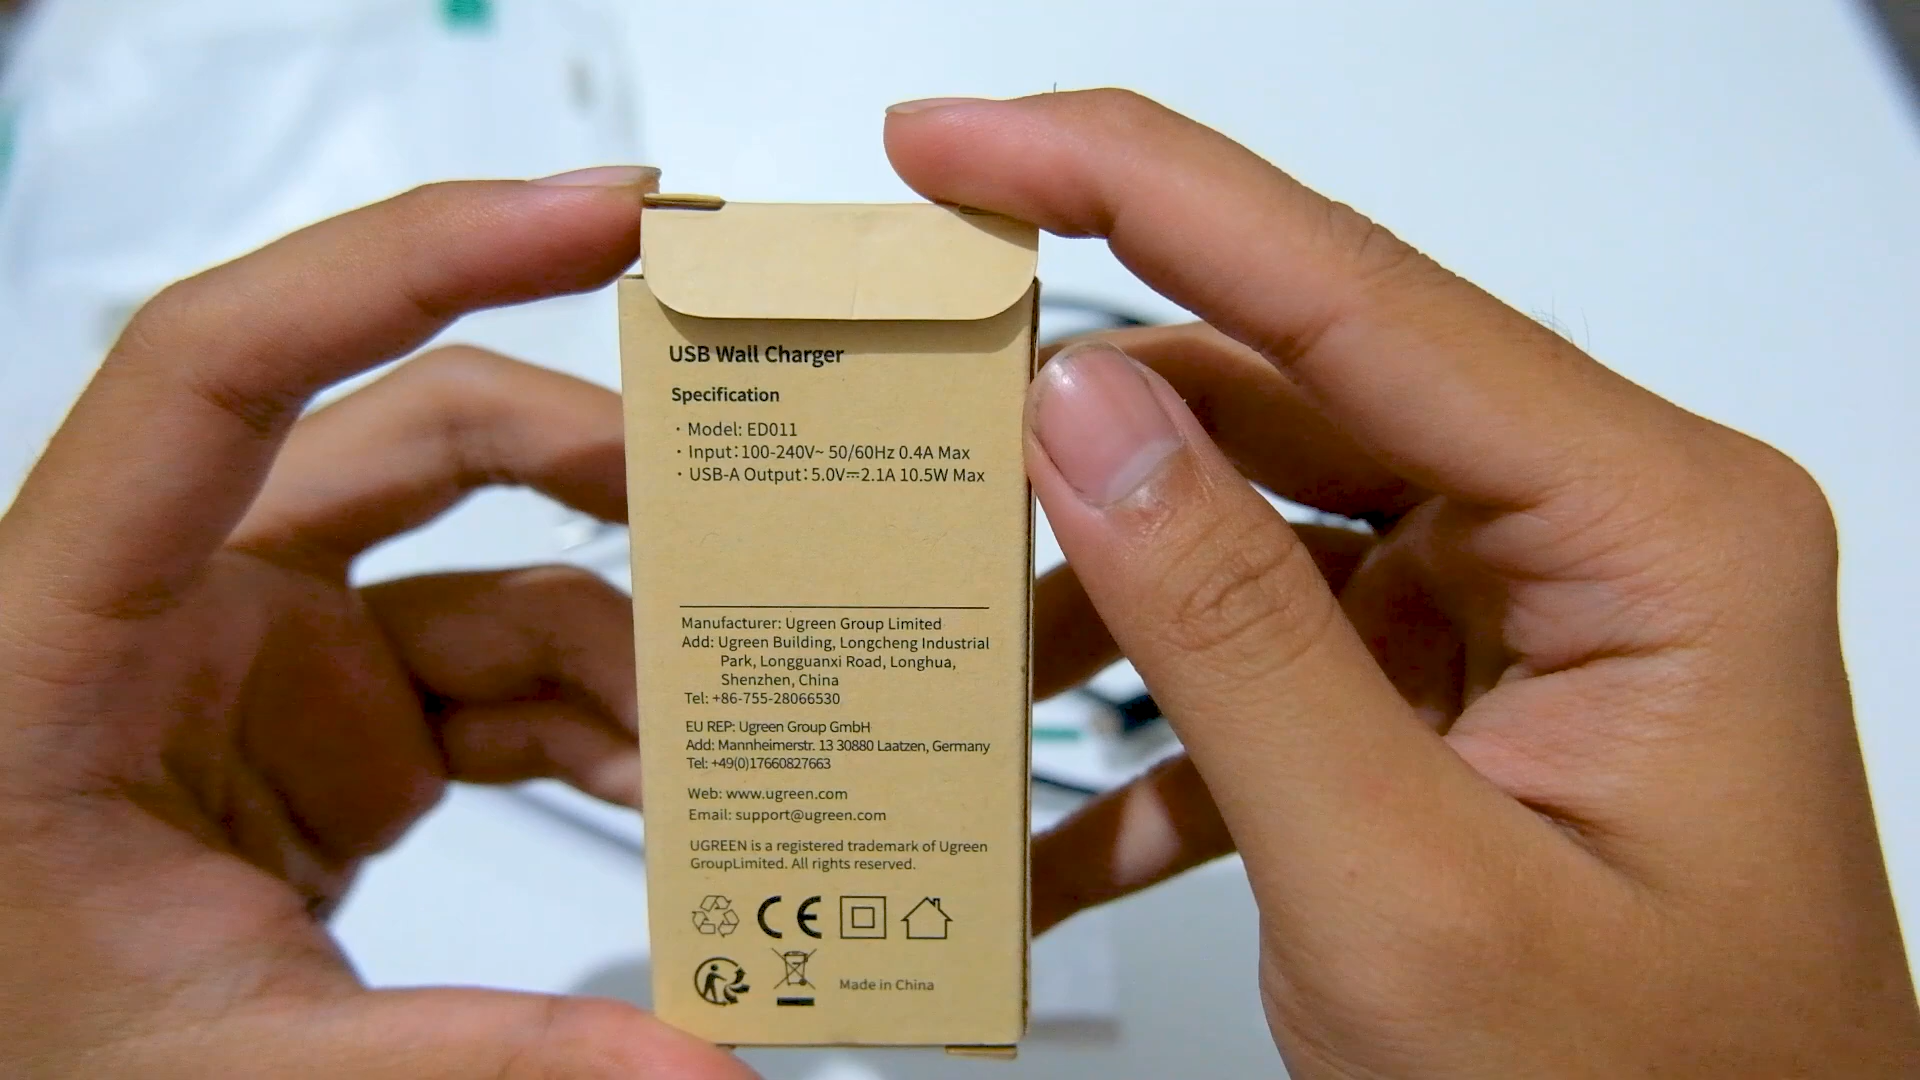 USB Wall Charger
Specification
· Model: ED011
· Input:100-240V~ 50/60Hz 0.4A Max
· USB-A Output:5.0V⎓2.1A 10.5W Max
Manufacturer: Ugreen Group Limited
Add: Ugreen Building, Longcheng Industrial
Park, Longguanxi Road, Longhua,
Shenzhen, China
Tel: +86-755-28066530
EU REP: Ugreen Group GmbH
Add: Mannheimerstr. 13 30880 Laatzen, Germany
Tel: +49(0)17660827663
Web: www.ugreen.com
Email: support@ugreen.com
UGREEN is a registered trademark of Ugreen
GroupLimited. All rights reserved.
CE
Made in China